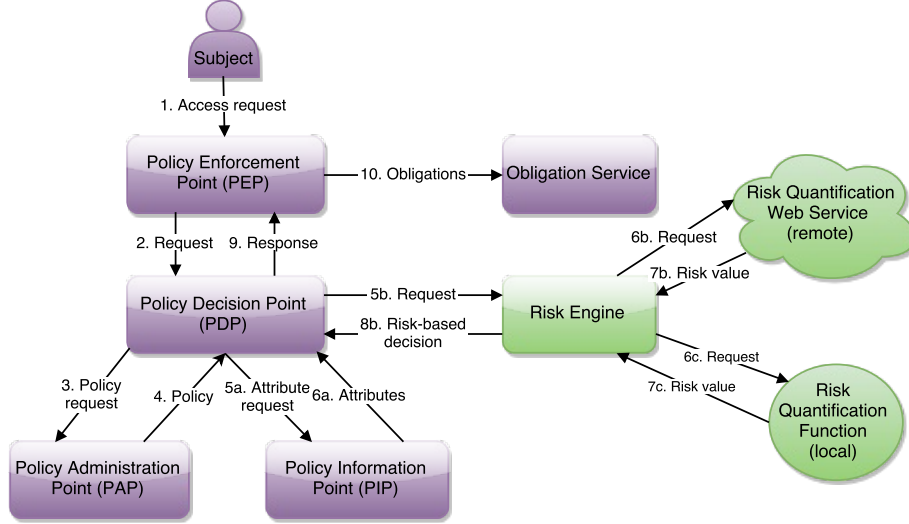 Subject
1. Access request
Policy Enforcement
Point (PEP)
10. Obligations
Obligation Service
Risk Quantification
Web Service
(remote)
2. Request
9. Response
6b. Request
7b. Risk value
Policy Decision Point
(PDP)
5b. Request
8b. Risk-based
decision
Risk Engine
6c. Request
7c. Risk value
3. Policy
request
4. Policy
5a. Attribute
request
6a. Attributes
Risk
Quantification
Function
(local)
Policy Administration
Point (PAP)
Policy Information
Point (PIP)